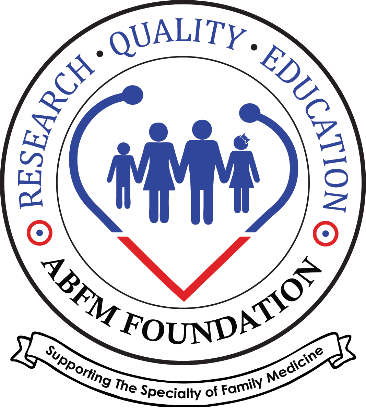 RESEARCH • QUALITY • EDUCATION
ABFM FOUNDATION
Supporting The Specialty of Family Medicine